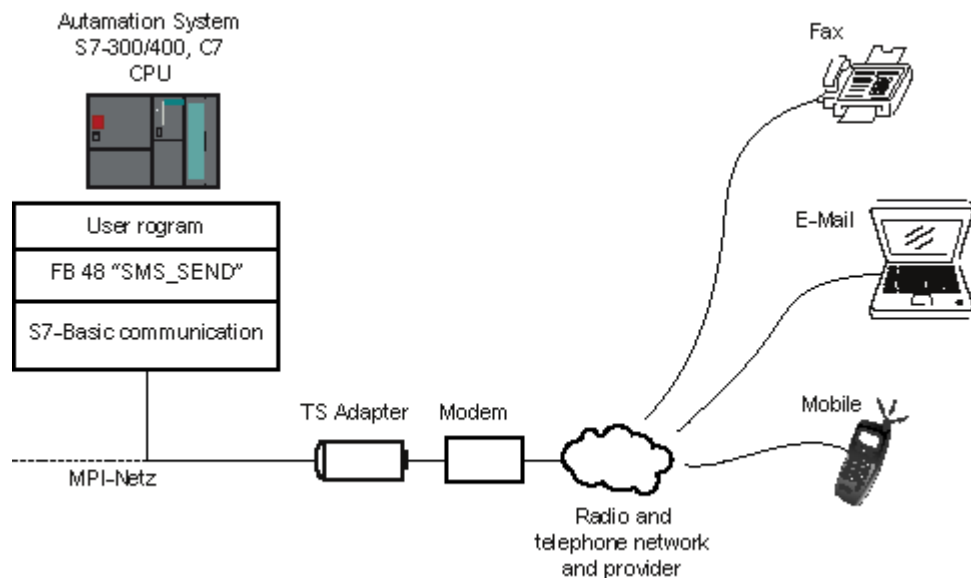 Autamation System
S7-300/400, C7
CPU
User rogram
FB 48 “SMS_SEND”
S7-Basic communication
MPI-Netz
TS Adapter
Modem
Radio and
telephone network
and provider
Fax
E-Mail
Mobile